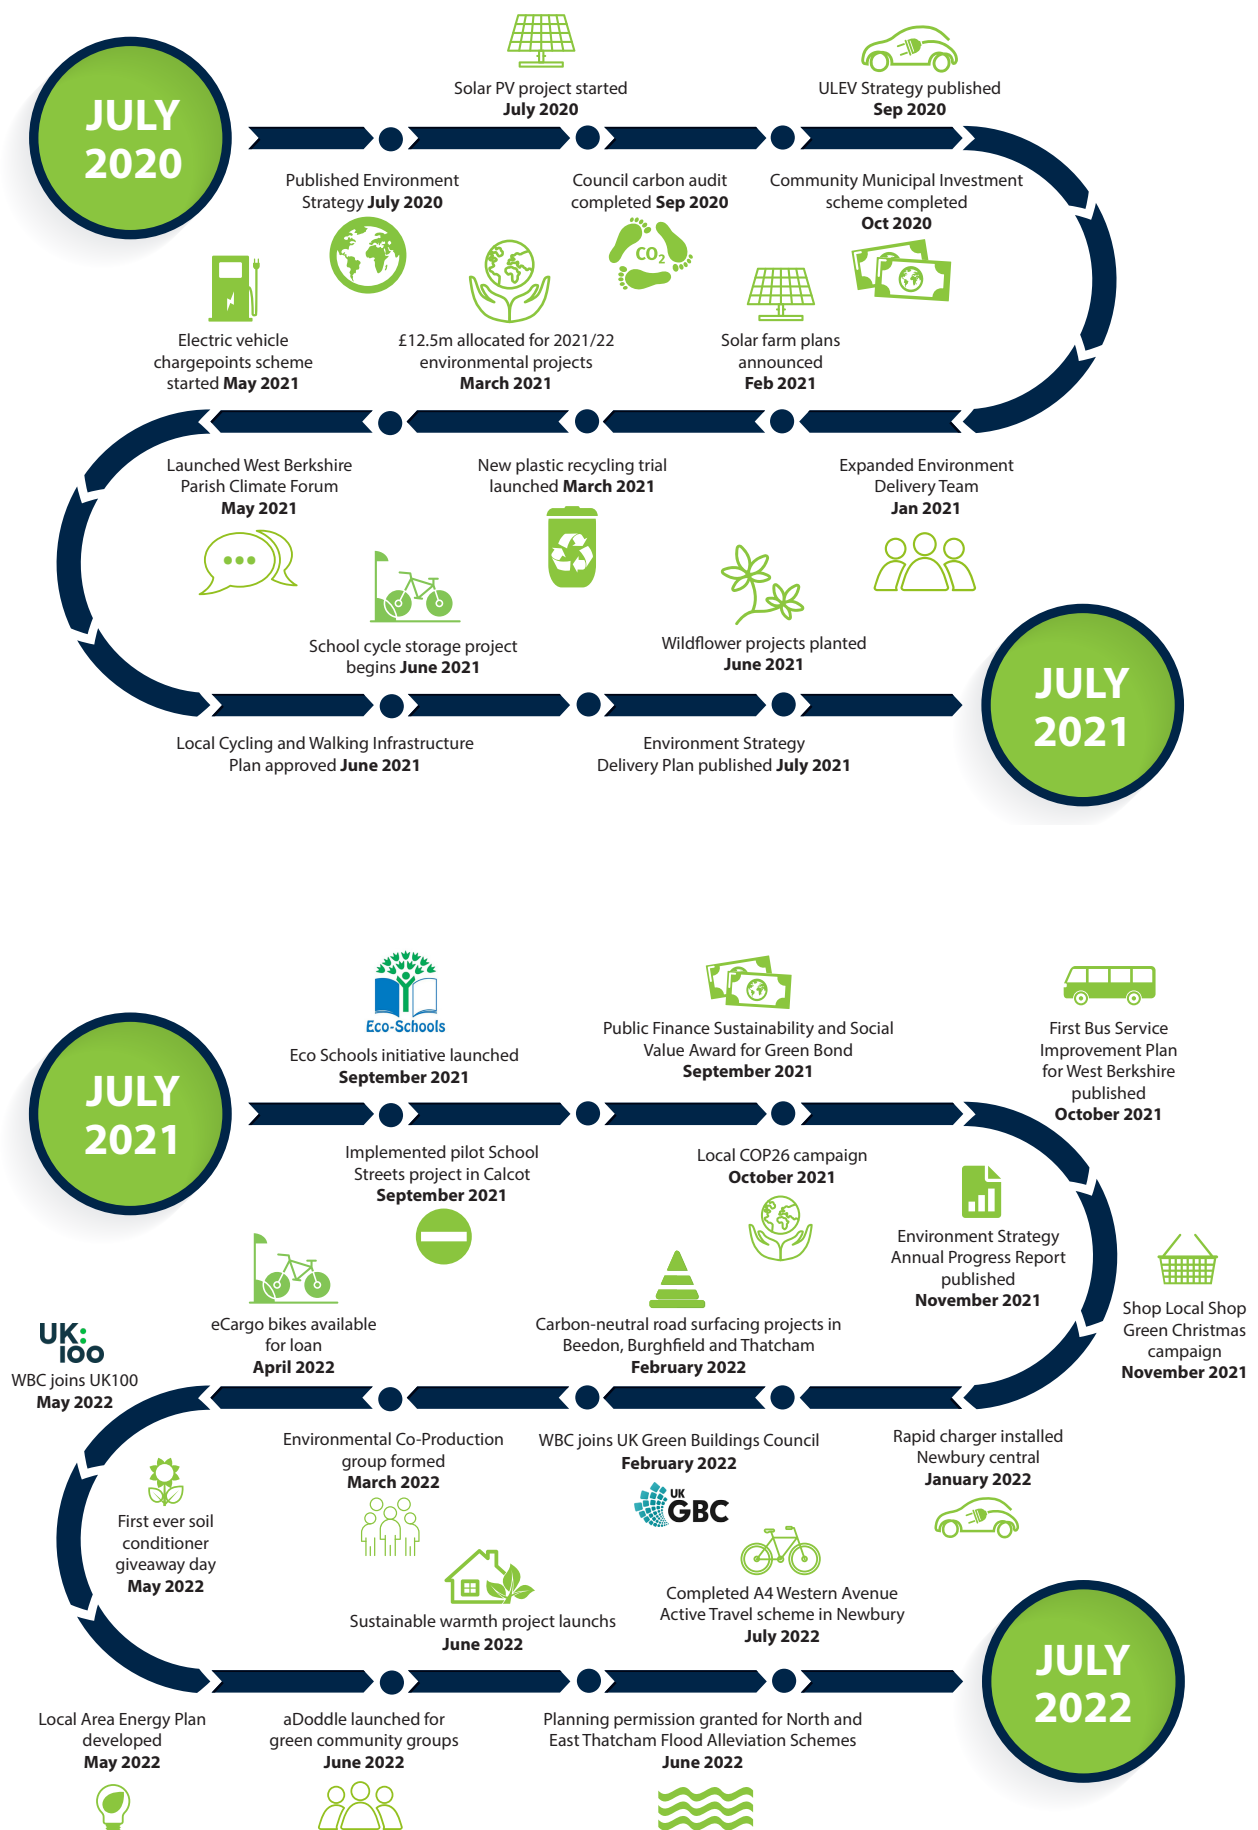 JULY
2020
Solar PV project started
July 2020
ULEV Strategy published
Sep 2020
Published Environment
Strategy July 2020
Council carbon audit
completed Sep 2020
CO2
Community Municipal Investment
scheme completed
Oct 2020
Electric vehicle
chargepoints scheme
started May 2021
£12.5m allocated for 2021/22
environmental projects
March 2021
Solar farm plans
announced
Feb 2021
Launched West Berkshire
Parish Climate Forum
May 2021
New plastic recycling trial
launched March 2021
Expanded Environment
Delivery Team
Jan 2021
School cycle storage project
begins June 2021
Wildflower projects planted
June 2021
Local Cycling and Walking Infrastructure
Plan approved June 2021
Environment Strategy
Delivery Plan published July 2021
JULY
2021
JULY
2021
Eco-Schools
Eco Schools initiative launched
September 2021
Public Finance Sustainability and Social
Value Award for Green Bond
September 2021
First Bus Service
Improvement Plan
for West Berkshire
published
October 2021
Implemented pilot School
Streets project in Calcot
September 2021
Local COP26 campaign
October 2021
Environment Strategy
Annual Progress Report
published
November 2021
Shop Local Shop
Green Christmas
campaign
November 2021
UK:
100
WBC joins UK100
May 2022
eCargo bikes available
for loan
April 2022
Carbon-neutral road surfacing projects in
Beedon, Burghfield and Thatcham
February 2022
Environmental Co-Production
group formed
March 2022
WBC joins UK Green Buildings Council
February 2022
UK
GBC
Rapid charger installed
Newbury central
January 2022
First ever soil
conditioner
giveaway day
May 2022
Sustainable warmth project launchs
June 2022
Completed A4 Western Avenue
Active Travel scheme in Newbury
July 2022
Local Area Energy Plan
developed
May 2022
aDoddle launched for
green community groups
June 2022
Planning permission granted for North and
East Thatcham Flood Alleviation Schemes
June 2022
JULY
2022